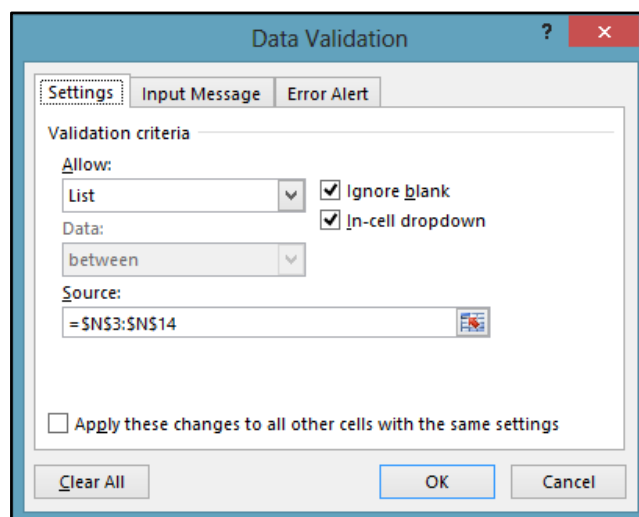 Data Validation
?
Settings Input Message Error Alert
Validation criteria
Allow:
List
Ignore blank
In-cell dropdown
Data:
between
Source:
=$N$3:$N$14
Apply these changes to all other cells with the same settings
Clear All OK Cancel